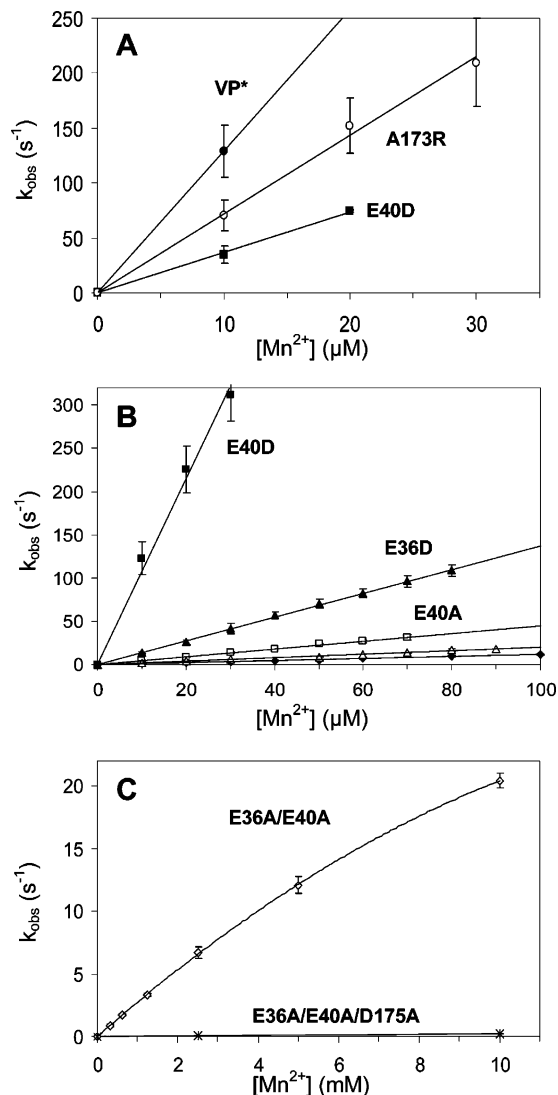 A
250
200
150
100
50
0
k_obs (s⁻¹)
VP*
A173R
E40D
0 10 20 30
[Mn²⁺] (µM)
B
300
250
200
150
100
50
0
k_obs (s⁻¹)
E40D
E36D
E40A
0 20 40 60 80 100
[Mn²⁺] (µM)
C
20
15
10
5
0
k_obs (s⁻¹)
E36A/E40A
E36A/E40A/D175A
0 2 4 6 8 10
[Mn²⁺] (mM)